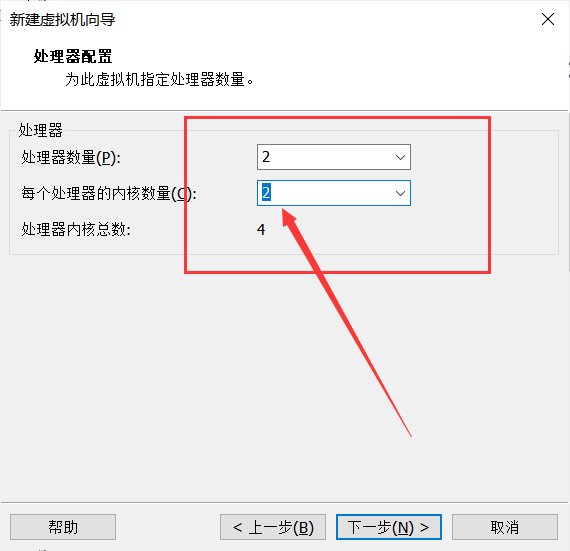 新建虚拟机向导
处理器配置
为此虚拟机指定处理器数量。
处理器
处理器数量(P):
2
每个处理器的内核数量(C):
2
处理器内核总数:
4
帮助
< 上一步(B)
下一步(N) >
取消